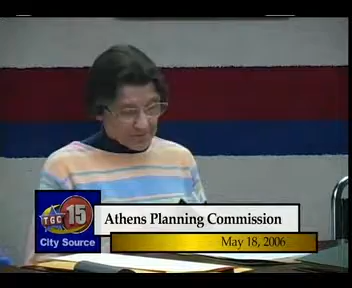 TGC 15
City Source
Athens Planning Commission
May 18, 2006